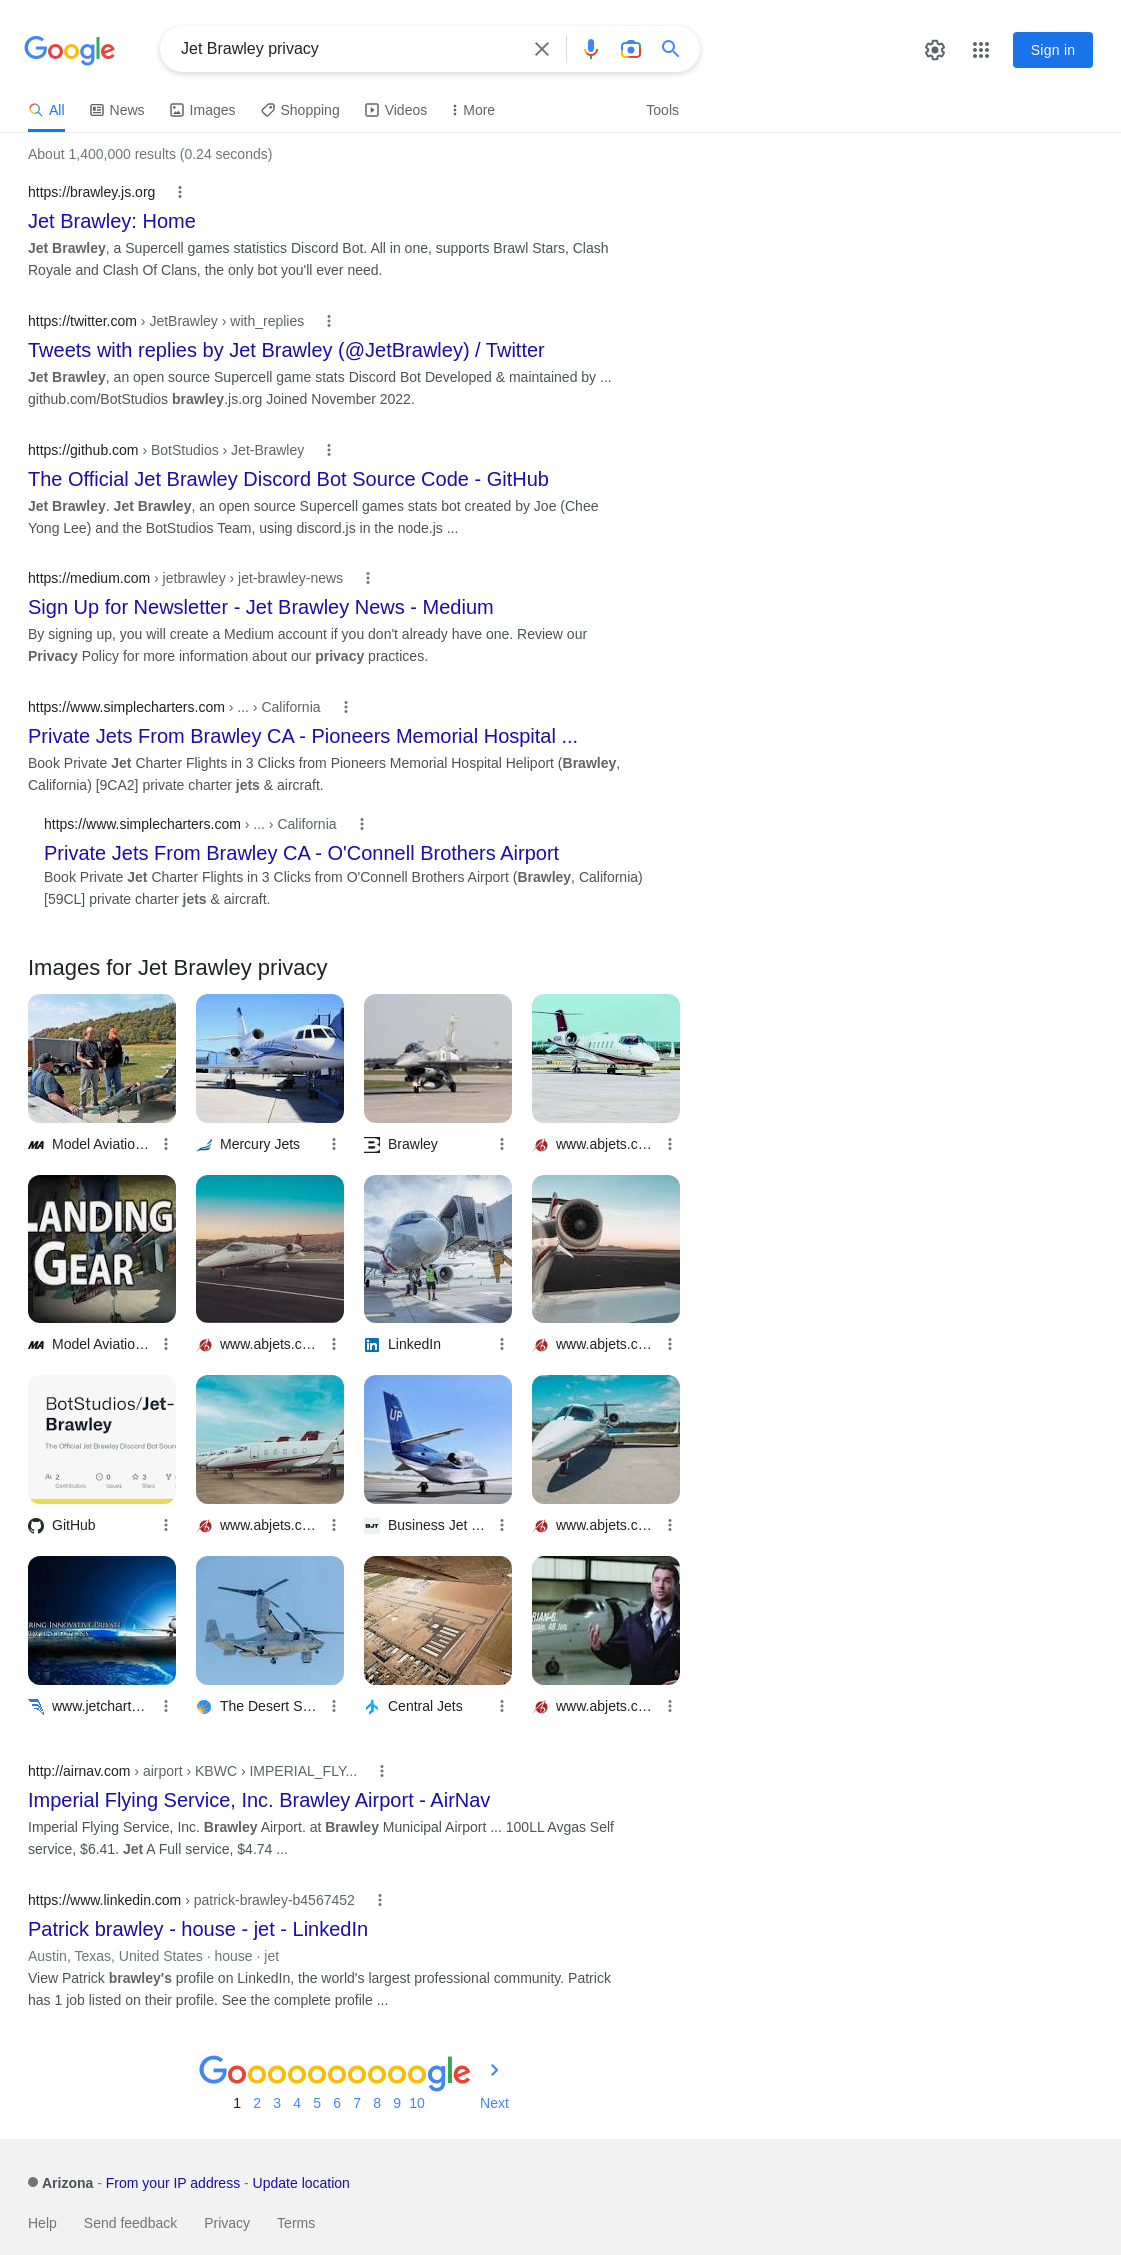 Google
Jet Brawley privacy
Sign in
All
News
Images
Shopping
Videos
More
Tools
About 1,400,000 results (0.24 seconds)
https://brawley.js.org
Jet Brawley: Home
Jet Brawley, a Supercell games statistics Discord Bot. All in one, supports Brawl Stars, Clash
Royale and Clash Of Clans, the only bot you'll ever need.
https://twitter.com › JetBrawley › with_replies
Tweets with replies by Jet Brawley (@JetBrawley) / Twitter
Jet Brawley, an open source Supercell game stats Discord Bot Developed & maintained by ...
github.com/BotStudios brawley.js.org Joined November 2022.
https://github.com › BotStudios › Jet-Brawley
The Official Jet Brawley Discord Bot Source Code - GitHub
Jet Brawley. Jet Brawley, an open source Supercell games stats bot created by Joe (Chee
Yong Lee) and the BotStudios Team, using discord.js in the node.js ...
https://medium.com › jetbrawley › jet-brawley-news
Sign Up for Newsletter - Jet Brawley News - Medium
By signing up, you will create a Medium account if you don't already have one. Review our
Privacy Policy for more information about our privacy practices.
https://www.simplecharters.com › ... › California
Private Jets From Brawley CA - Pioneers Memorial Hospital ...
Book Private Jet Charter Flights in 3 Clicks from Pioneers Memorial Hospital Heliport (Brawley,
California) [9CA2] private charter jets & aircraft.
https://www.simplecharters.com › ... › California
Private Jets From Brawley CA - O'Connell Brothers Airport
Book Private Jet Charter Flights in 3 Clicks from O'Connell Brothers Airport (Brawley, California)
[59CL] private charter jets & aircraft.
Images for Jet Brawley privacy
MA Model Aviatio...
Mercury Jets
Brawley
www.abjets.c...
LANDING
GEAR
MA Model Aviatio...
www.abjets.c...
in LinkedIn
www.abjets.c...
BotStudios/Jet-
Brawley
The Official Jet Brawley Discord Bot Sour
2
Contributors
0
Issues
3
Stars
UP
GitHub
www.abjets.c...
BJT Business Jet ...
www.abjets.c...
RING INNOVATIVE PRIVATE
RIAN G.
aptain, AB Jets
www.jetchart...
The Desert S...
Central Jets
www.abjets.c...
http://airnav.com › airport › KBWC › IMPERIAL_FLY...
Imperial Flying Service, Inc. Brawley Airport - AirNav
Imperial Flying Service, Inc. Brawley Airport. at Brawley Municipal Airport ... 100LL Avgas Self
service, $6.41. Jet A Full service, $4.74 ...
https://www.linkedin.com › patrick-brawley-b4567452
Patrick brawley - house - jet - LinkedIn
Austin, Texas, United States · house · jet
View Patrick brawley's profile on LinkedIn, the world's largest professional community. Patrick
has 1 job listed on their profile. See the complete profile ...
Goooooooooogle
1 2 3 4 5 6 7 8 9 10 Next
Arizona - From your IP address - Update location
Help
Send feedback
Privacy
Terms